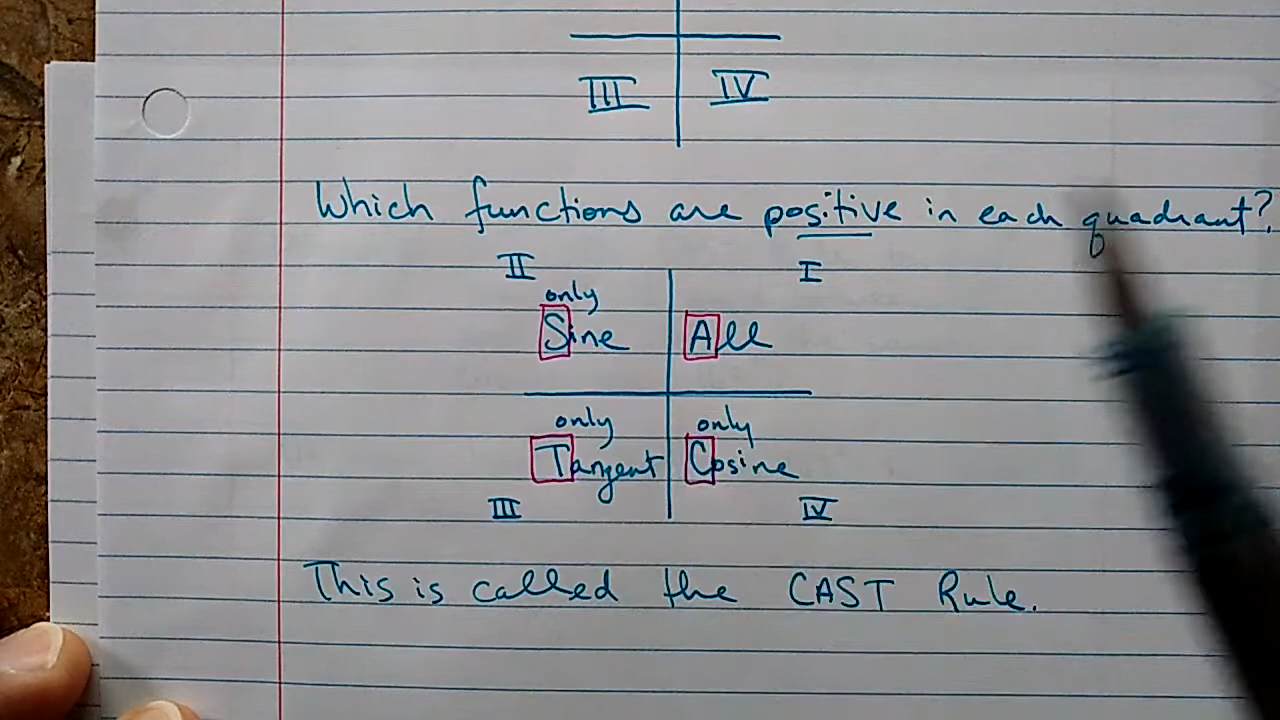 III IV
Which functions are positive in each quadrant?
II I
only
Sine All
only only
Tangent Cosine
III IV
This is called the CAST Rule.